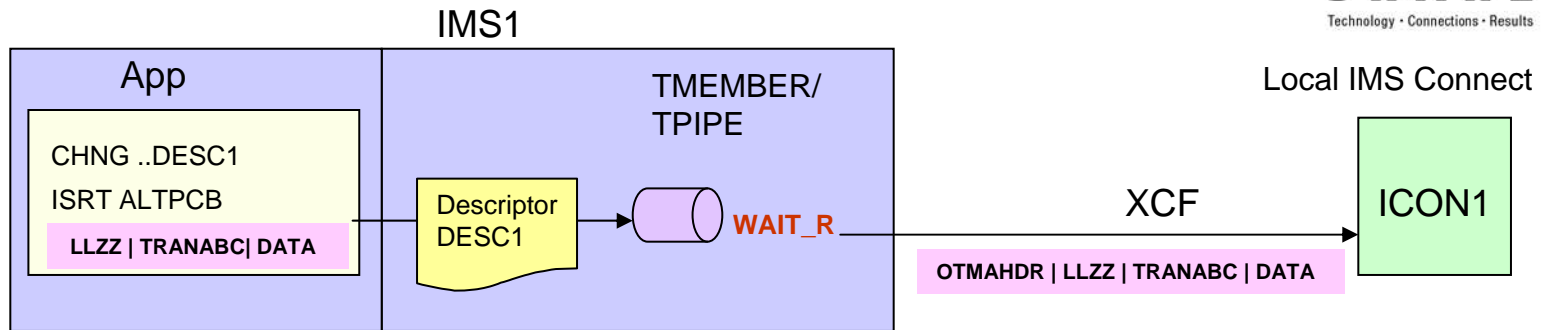 Technology · Connections · Results
IMS1
App
TMEMBER/
TPIPE
Local IMS Connect
CHNG ..DESC1
ISRT ALTPCB
LLZZ | TRANABC| DATA
Descriptor
DESC1
WAIT_R
XCF
ICON1
OTMAHDR | LLZZ | TRANABC | DATA